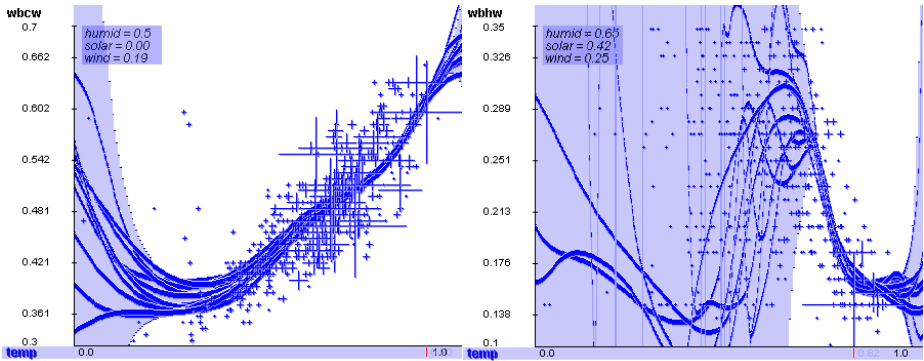 wbcw
0.7
humid = 0.5
solar = 0.00
wind = 0.19
0.662
0.602
0.542
0.481
0.421
0.361
0.3
temp
0.0
1.0
wbhw
0.35
humid = 0.65
solar = 0.42
wind = 0.25
0.326
0.289
0.251
0.213
0.176
0.138
0.1
temp
0.0
0.82
1.0